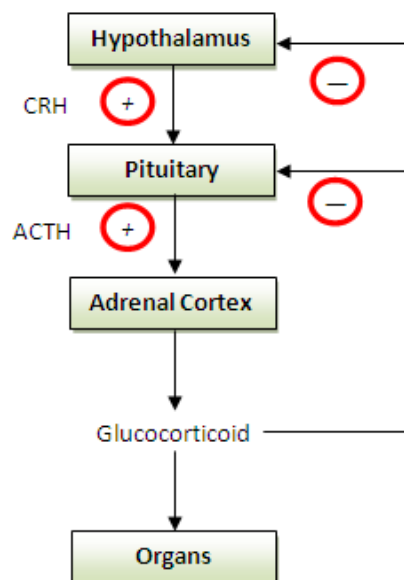 Hypothalamus
CRH + —
Pituitary
ACTH + —
Adrenal Cortex
Glucocorticoid
Organs